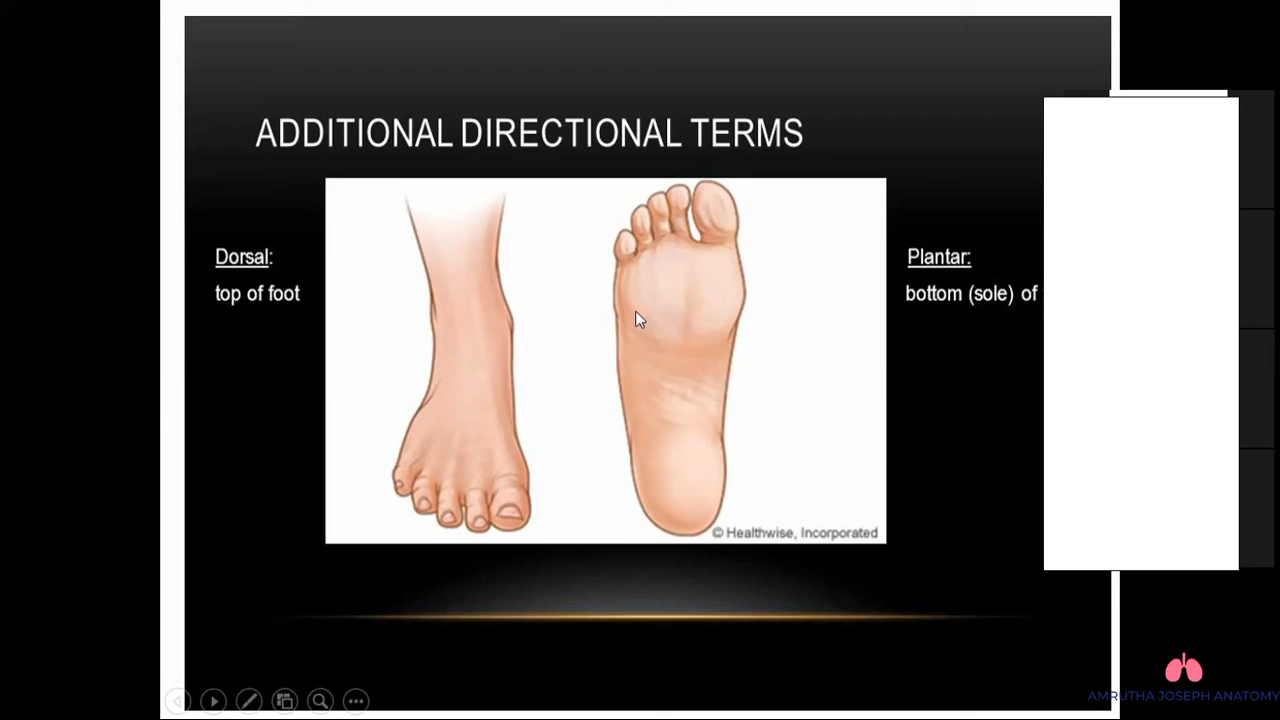 ADDITIONAL DIRECTIONAL TERMS
Dorsal:
top of foot
Plantar:
bottom (sole) of
© Healthwise, Incorporated
AMRUTHA JOSEPH ANATOMY